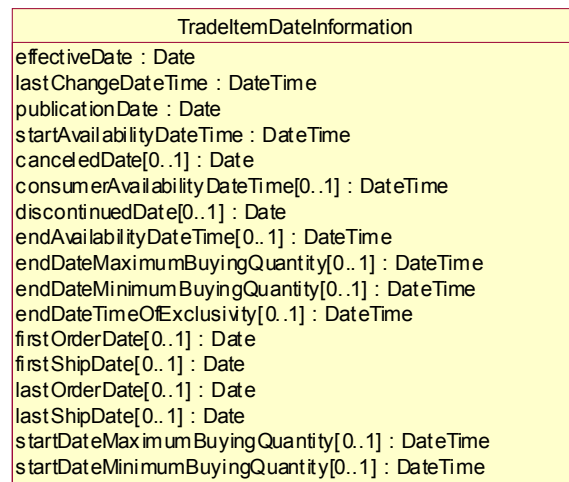 TradeItemDateInformation
effectiveDate : Date
lastChangeDateTime : DateTime
publicationDate : Date
startAvailabilityDateTime : DateTime
canceledDate[0..1] : Date
consumerAvailabilityDateTime[0..1] : DateTime
discontinuedDate[0..1] : Date
endAvailabilityDateTime[0..1] : DateTime
endDateMaximumBuyingQuantity[0..1] : DateTime
endDateMinimumBuyingQuantity[0..1] : DateTime
endDateTimeOfExclusivity[0..1] : DateTime
firstOrderDate[0..1] : Date
firstShipDate[0..1] : Date
lastOrderDate[0..1] : Date
lastShipDate[0..1] : Date
startDateMaximumBuyingQuantity[0..1] : DateTime
startDateMinimumBuyingQuantity[0..1] : DateTime